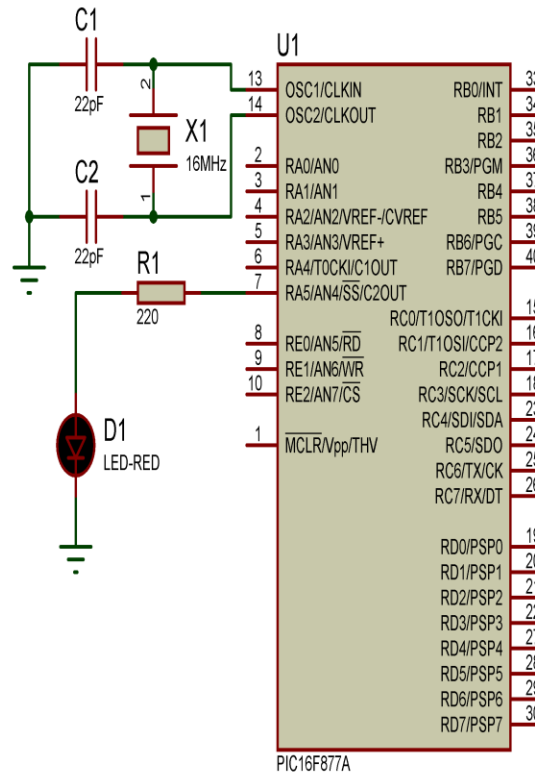 C1
22pF
2
X1
16MHz
1
C2
22pF
R1
220
D1
LED-RED
U1
13 OSC1/CLKIN
14 OSC2/CLKOUT
2 RA0/AN0
3 RA1/AN1
4 RA2/AN2/VREF-/CVREF
5 RA3/AN3/VREF+
6 RA4/T0CKI/C1OUT
7 RA5/AN4/SS/C2OUT
8 RE0/AN5/RD
9 RE1/AN6/WR
10 RE2/AN7/CS
1 MCLR/Vpp/THV
RB0/INT 33
RB1 34
RB2 35
RB3/PGM 36
RB4 37
RB5 38
RB6/PGC 39
RB7/PGD 40
RC0/T1OSO/T1CKI 15
RC1/T1OSI/CCP2 16
RC2/CCP1 17
RC3/SCK/SCL 18
RC4/SDI/SDA 23
RC5/SDO 24
RC6/TX/CK 25
RC7/RX/DT 26
RD0/PSP0 19
RD1/PSP1 20
RD2/PSP2 21
RD3/PSP3 22
RD4/PSP4 27
RD5/PSP5 28
RD6/PSP6 29
RD7/PSP7 30
PIC16F877A